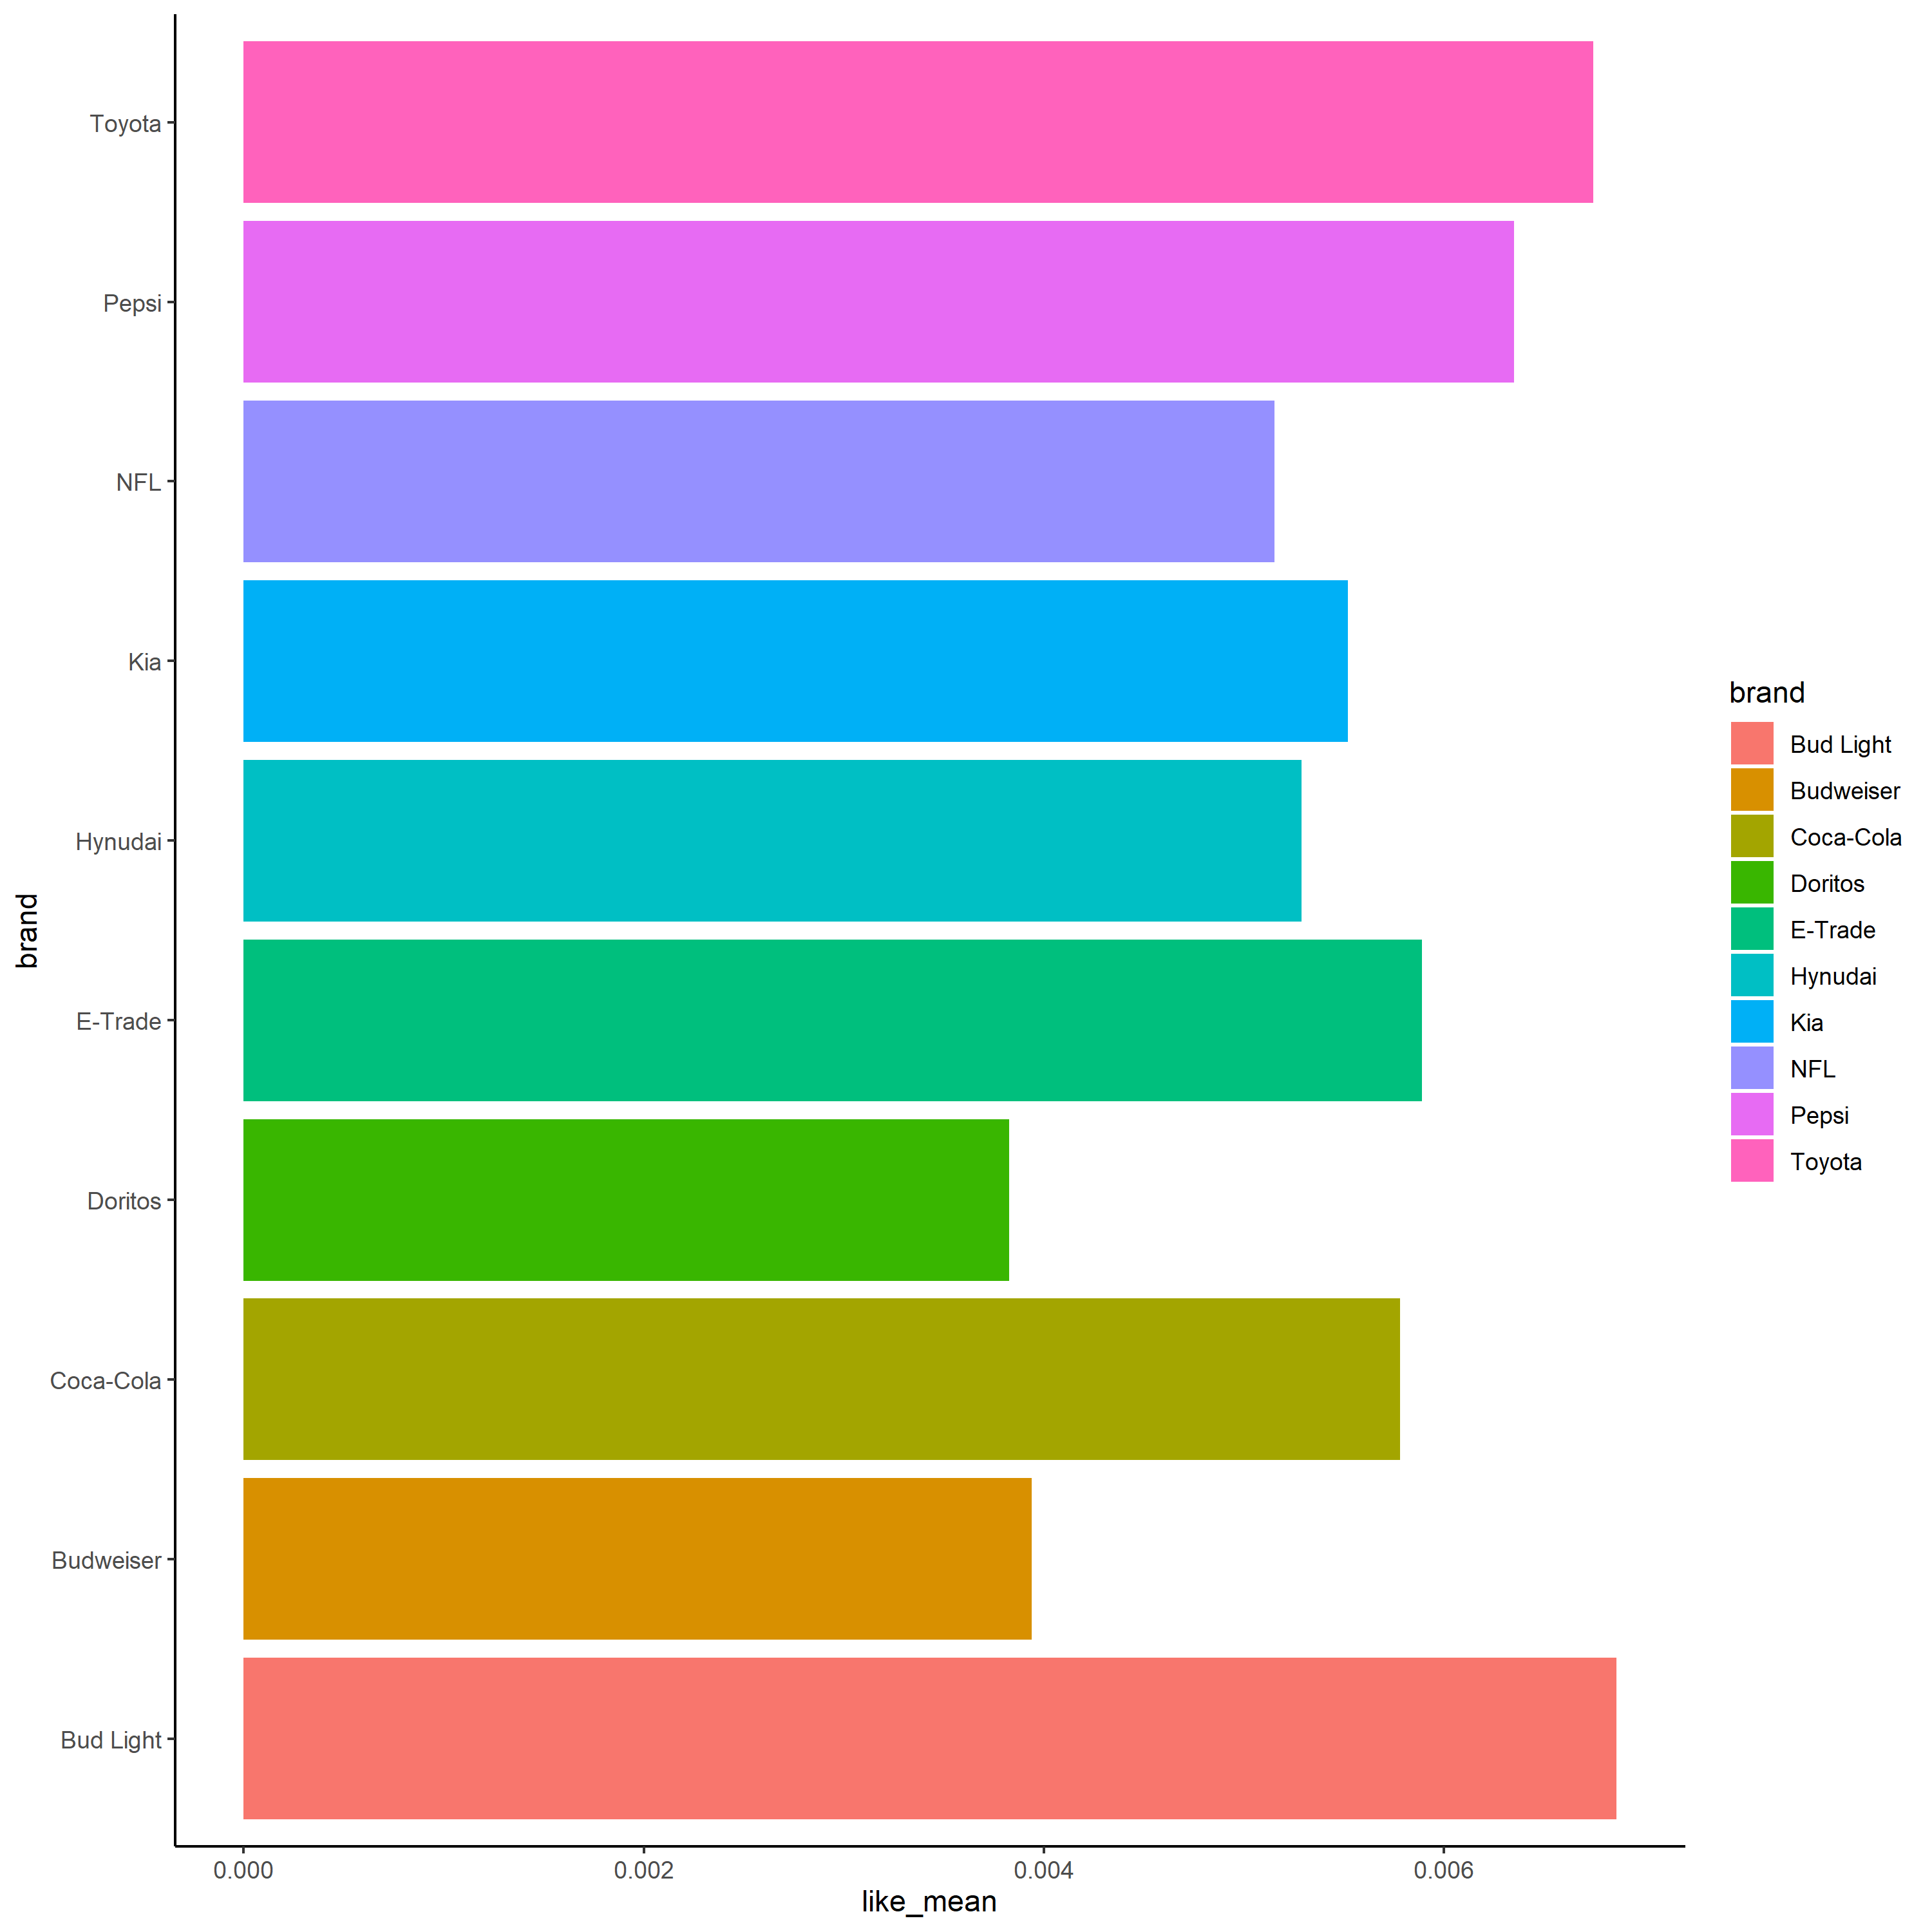 Toyota
Pepsi
NFL
Kia
Hynudai
E-Trade
Doritos
Coca-Cola
Budweiser
Bud Light
brand
0.000 0.002 0.004 0.006
like_mean
brand
Bud Light
Budweiser
Coca-Cola
Doritos
E-Trade
Hynudai
Kia
NFL
Pepsi
Toyota